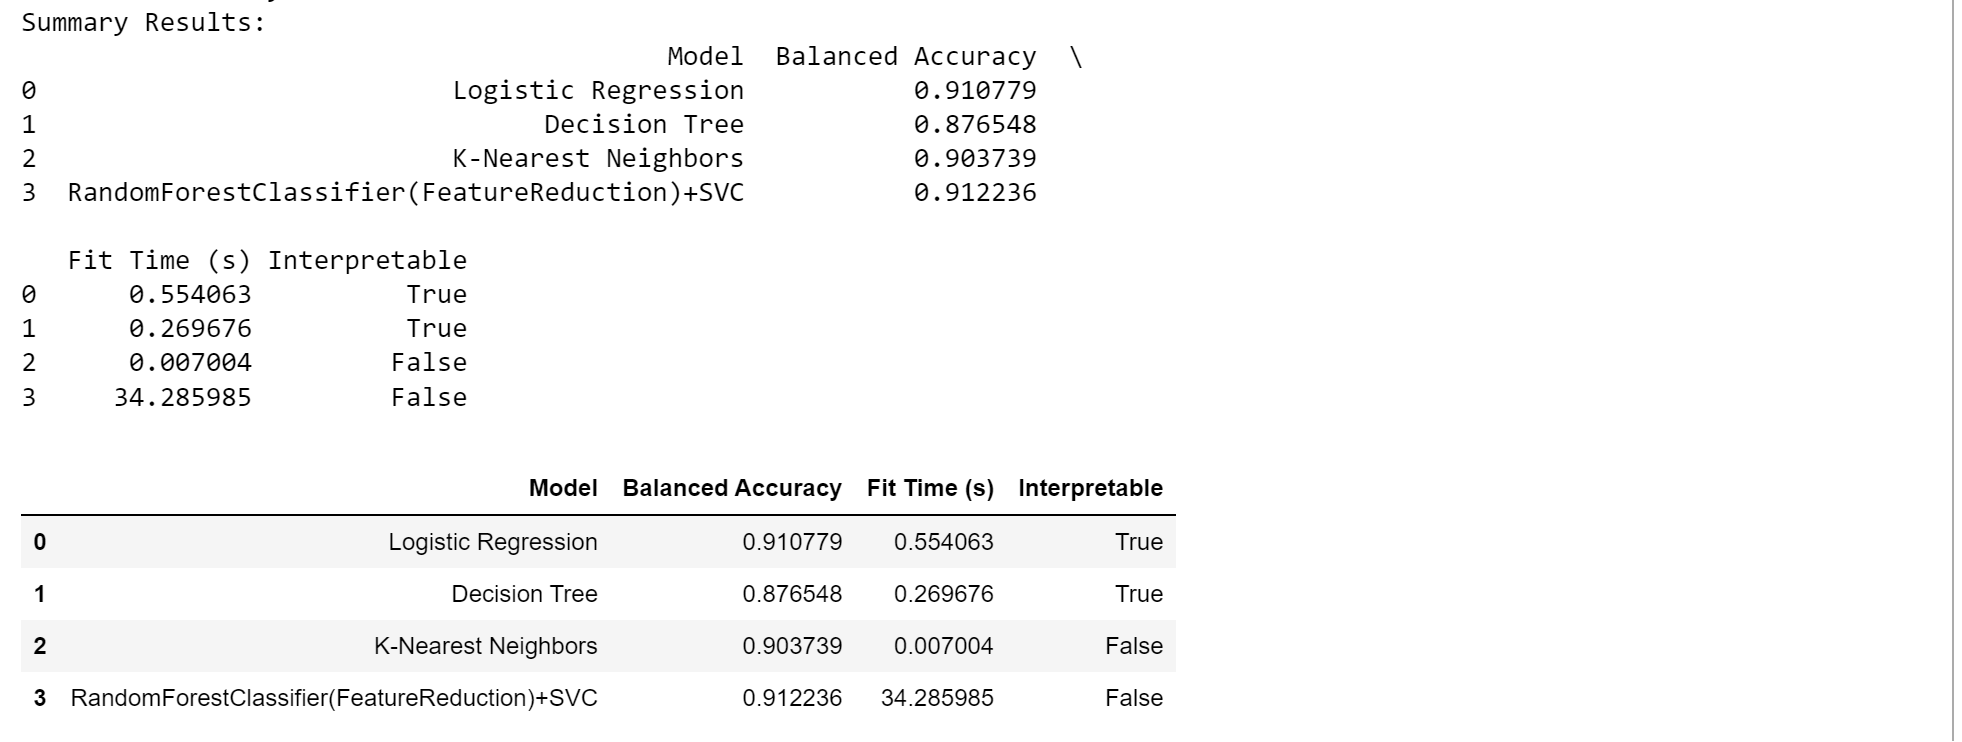 Summary Results:
Model Balanced Accuracy \
0 Logistic Regression 0.910779
1 Decision Tree 0.876548
2 K-Nearest Neighbors 0.903739
3 RandomForestClassifier(FeatureReduction)+SVC 0.912236
Fit Time (s) Interpretable
0 0.554063 True
1 0.269676 True
2 0.007004 False
3 34.285985 False
Model Balanced Accuracy Fit Time (s) Interpretable
0 Logistic Regression 0.910779 0.554063 True
1 Decision Tree 0.876548 0.269676 True
2 K-Nearest Neighbors 0.903739 0.007004 False
3 RandomForestClassifier(FeatureReduction)+SVC 0.912236 34.285985 False